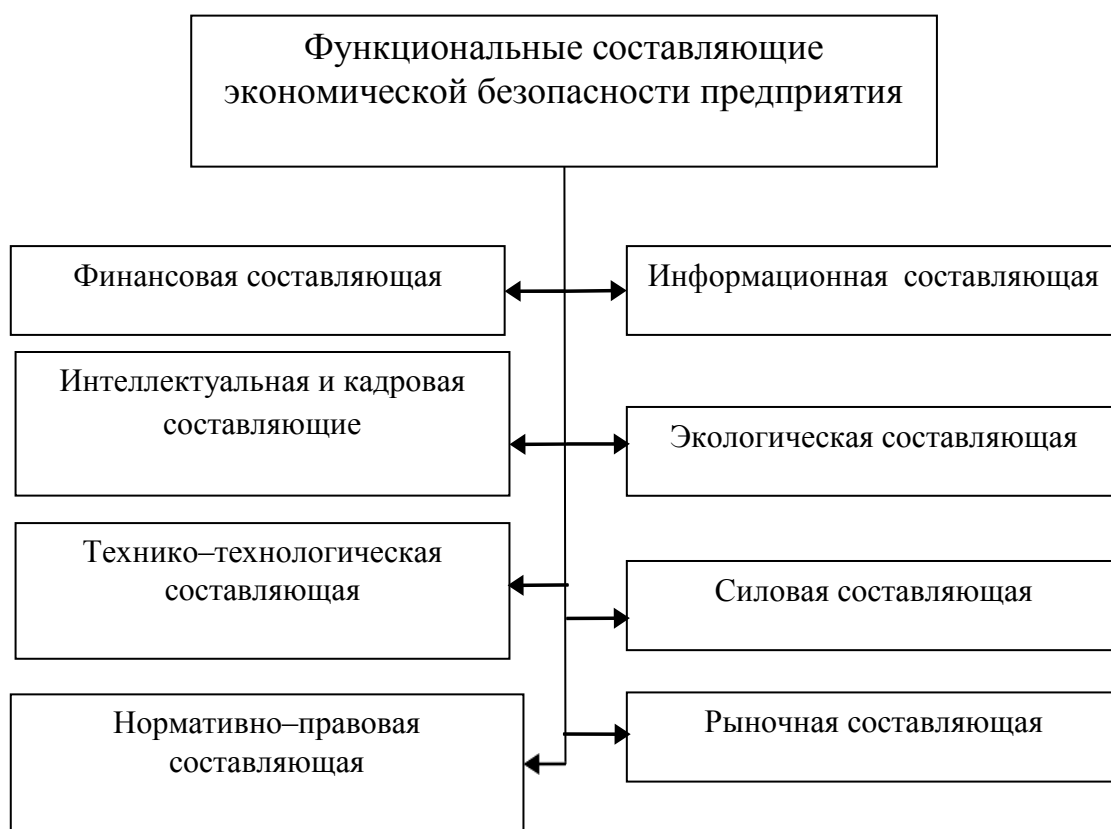 Функциональные составляющие
экономической безопасности предприятия
Финансовая составляющая
Информационная составляющая
Интеллектуальная и кадровая
составляющие
Экологическая составляющая
Технико–технологическая
составляющая
Силовая составляющая
Нормативно–правовая
составляющая
Рыночная составляющая